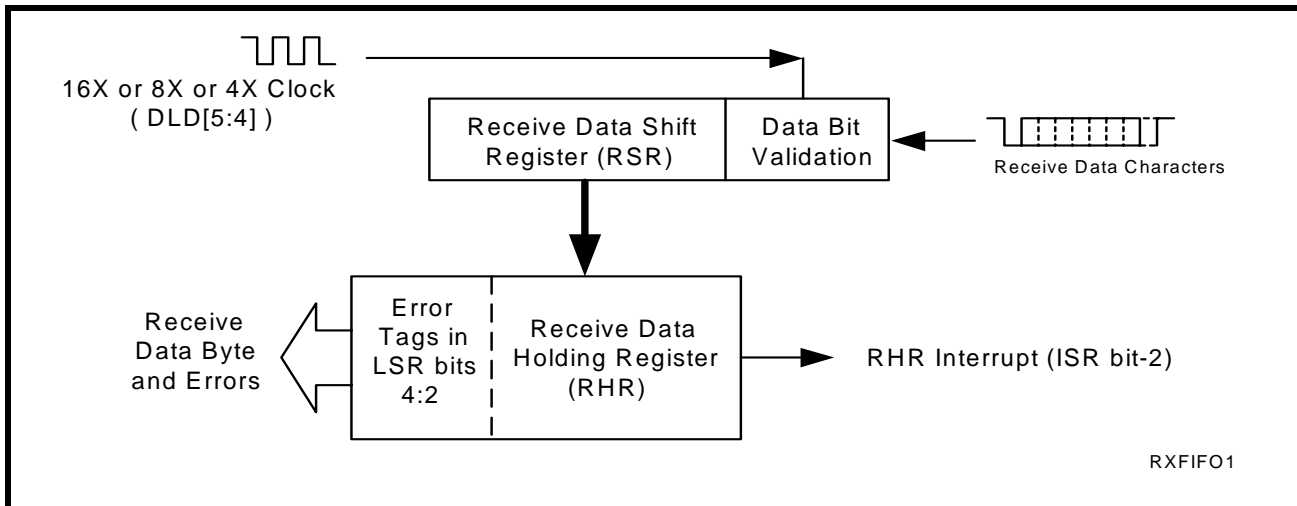 16X or 8X or 4X Clock
( DLD[5:4] )
Receive Data Shift
Register (RSR)
Data Bit
Validation
Receive Data Characters
Receive
Data Byte
and Errors
Error
Tags in
LSR bits
4:2
Receive Data
Holding Register
(RHR)
RHR Interrupt (ISR bit-2)
RXFIFO1